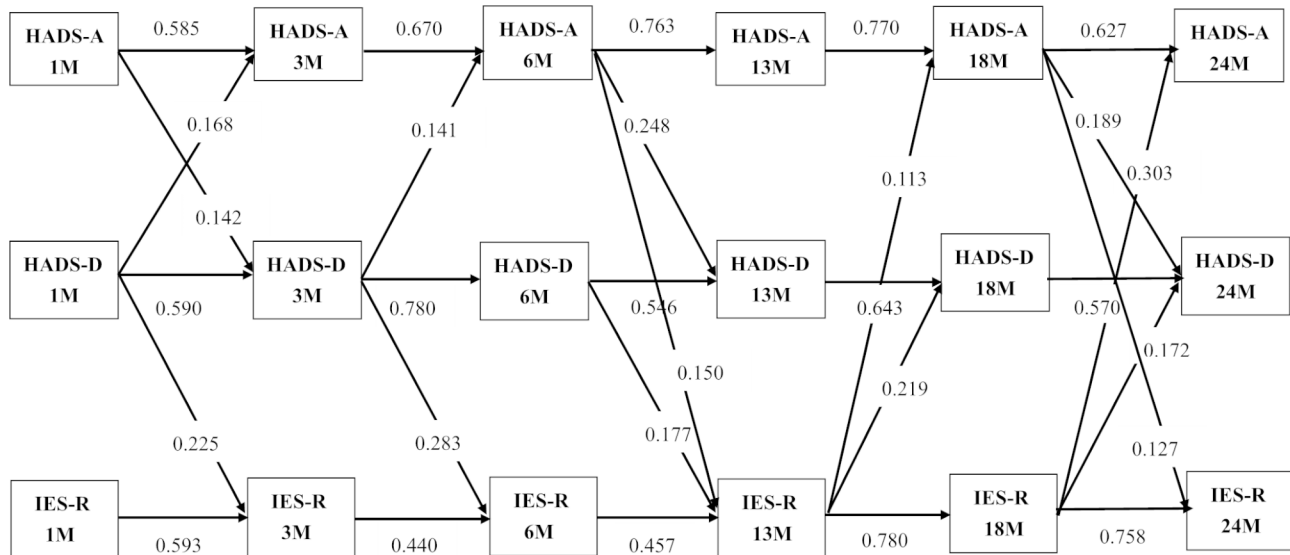 0.585
0.670
0.763
0.770
0.627
HADS-A
1M
HADS-A
3M
HADS-A
6M
HADS-A
13M
HADS-A
18M
HADS-A
24M
0.168
0.141
0.248
0.189
0.113
0.303
0.142
HADS-D
1M
HADS-D
3M
HADS-D
6M
HADS-D
13M
HADS-D
18M
HADS-D
24M
0.590
0.780
0.546
0.643
0.570
0.172
0.150
0.219
0.225
0.283
0.177
0.127
IES-R
1M
IES-R
3M
IES-R
6M
IES-R
13M
IES-R
18M
IES-R
24M
0.593
0.440
0.457
0.780
0.758